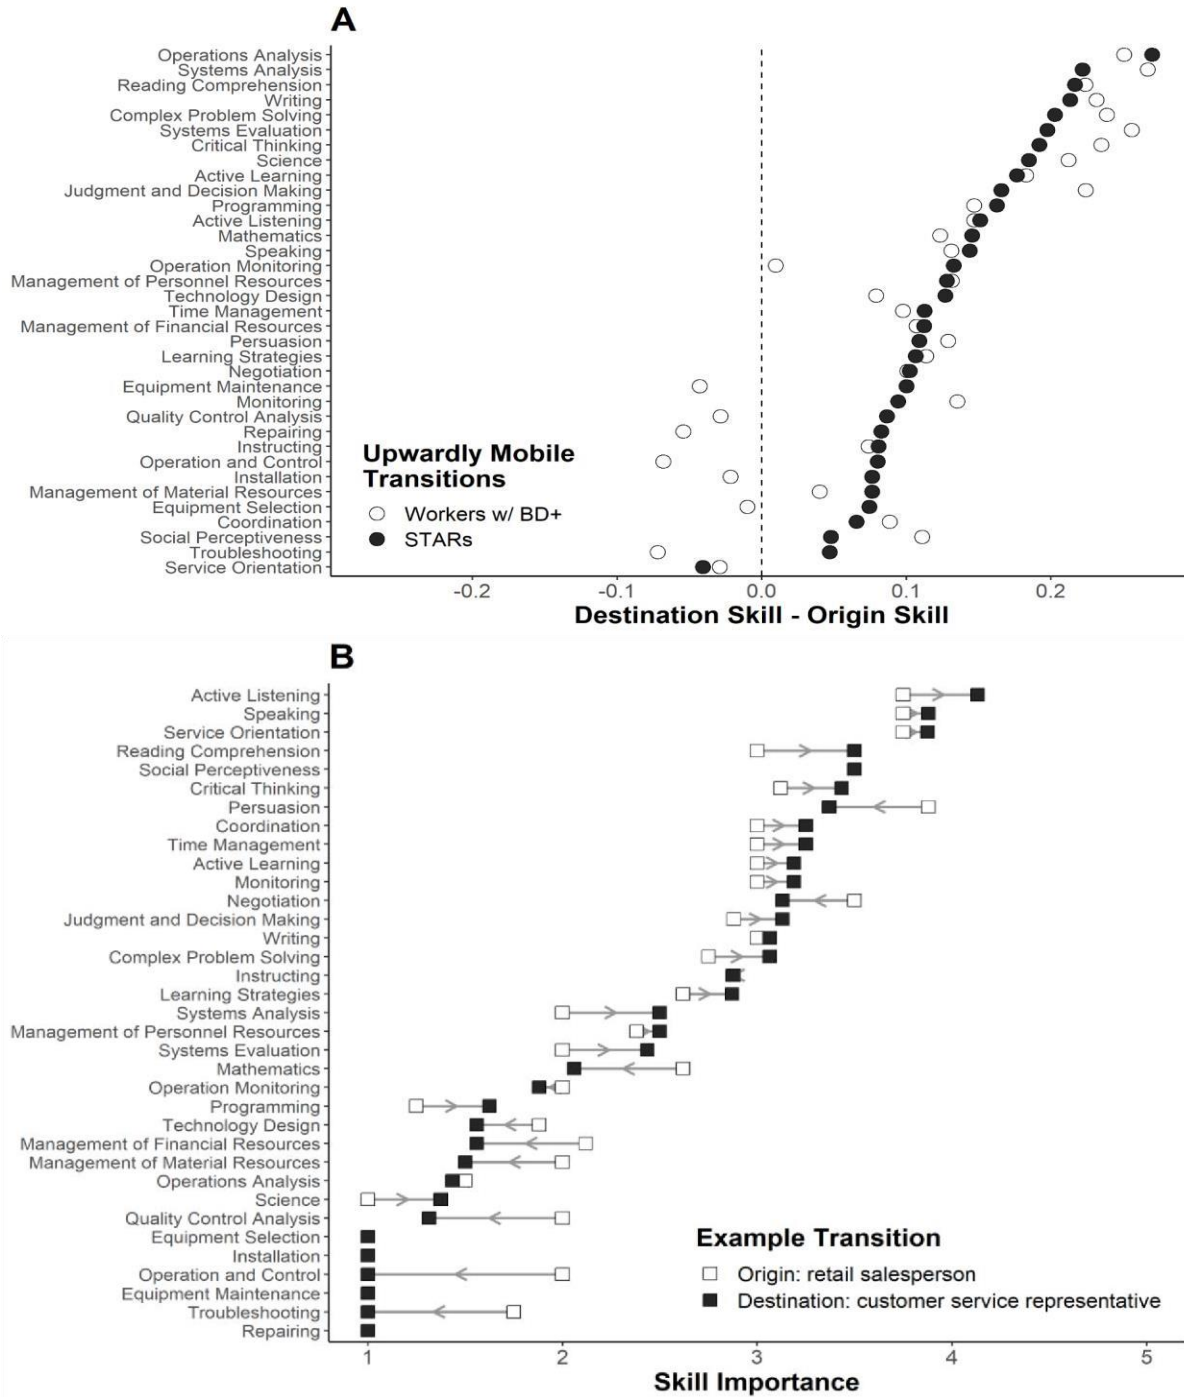 A
Operations Analysis
Systems Analysis
Reading Comprehension
Writing
Complex Problem Solving
Systems Evaluation
Critical Thinking
Science
Active Learning
Judgment and Decision Making
Programming
Active Listening
Mathematics
Speaking
Operation Monitoring
Management of Personnel Resources
Technology Design
Time Management
Management of Financial Resources
Persuasion
Learning Strategies
Negotiation
Equipment Maintenance
Monitoring
Quality Control Analysis
Repairing
Instructing
Operation and Control
Installation
Management of Material Resources
Equipment Selection
Coordination
Social Perceptiveness
Troubleshooting
Service Orientation
Upwardly Mobile
Transitions
Workers w/ BD+
STARs
-0.2 -0.1 0.0 0.1 0.2
Destination Skill - Origin Skill
B
Active Listening
Speaking
Service Orientation
Reading Comprehension
Social Perceptiveness
Critical Thinking
Persuasion
Coordination
Time Management
Active Learning
Monitoring
Negotiation
Judgment and Decision Making
Writing
Complex Problem Solving
Instructing
Learning Strategies
Systems Analysis
Management of Personnel Resources
Systems Evaluation
Mathematics
Operation Monitoring
Programming
Technology Design
Management of Financial Resources
Management of Material Resources
Operations Analysis
Science
Quality Control Analysis
Equipment Selection
Installation
Operation and Control
Equipment Maintenance
Troubleshooting
Repairing
Example Transition
Origin: retail salesperson
Destination: customer service representative
1 2 3 4 5
Skill Importance